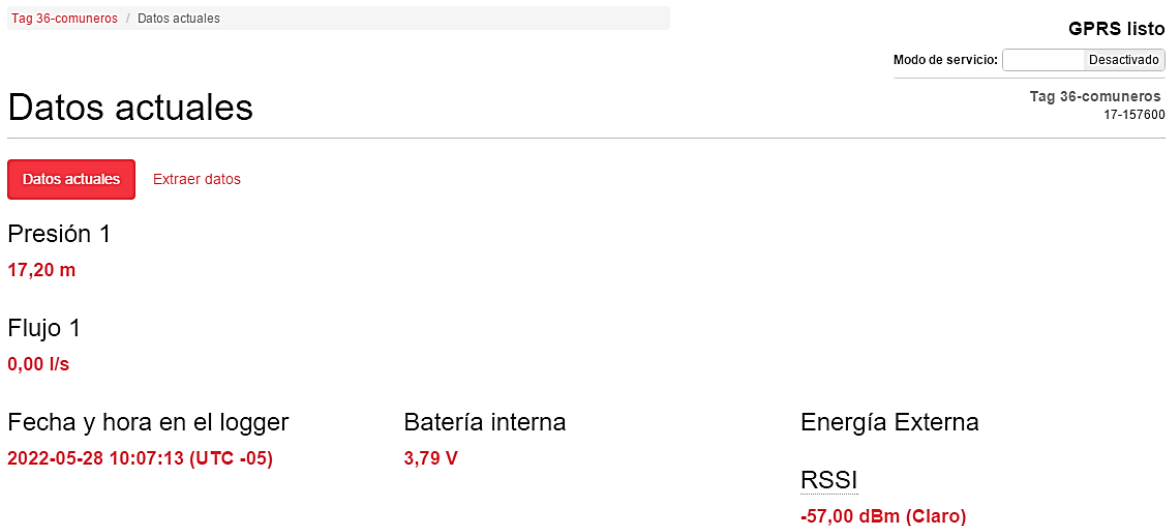 Tag 36-comuneros / Datos actuales
GPRS listo
Modo de servicio: Desactivado
Tag 36-comuneros
17-157600
Datos actuales
Datos actuales Extraer datos
Presión 1
17,20 m
Flujo 1
0,00 l/s
Fecha y hora en el logger Batería interna Energía Externa
2022-05-28 10:07:13 (UTC -05) 3,79 V
RSSI
-57,00 dBm (Claro)